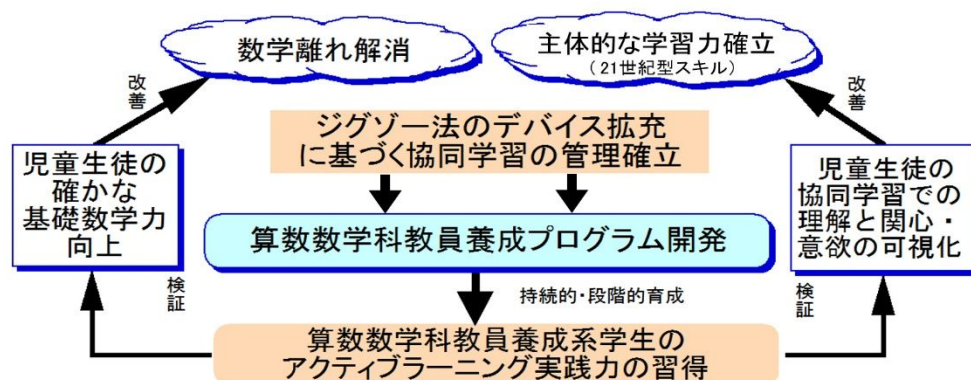 数学離れ解消
主体的な学習力確立
（21世紀型スキル）
改善
改善
ジグゾー法のデバイス拡充
に基づく協同学習の管理確立
児童生徒の
確かな
基礎数学力
向上
児童生徒の
協同学習での
理解と関心・
意欲の可視化
算数数学科教員養成プログラム開発
検証
持続的・段階的育成
検証
算数数学科教員養成系学生の
アクティブラーニング実践力の習得